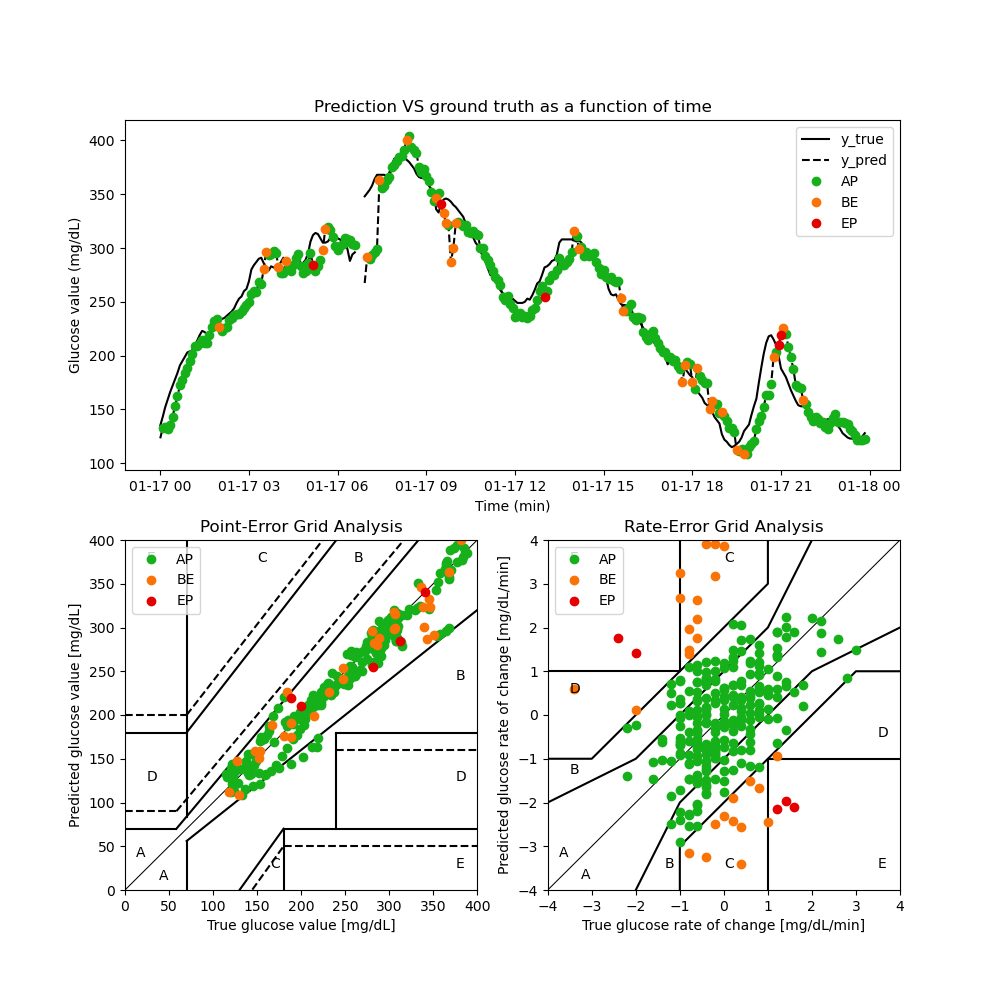 Prediction VS ground truth as a function of time
Glucose value (mg/dL)
400
350
300
250
200
150
100
y_true
y_pred
AP
BE
EP
01-17 00 01-17 03 01-17 06 01-17 09 01-17 12 01-17 15 01-17 18 01-17 21 01-18 00
Time (min)
Point-Error Grid Analysis
Predicted glucose value [mg/dL]
400
350
300
250
200
150
100
50
0
AP
BE
EP
C
B
B
D
D
A
A
C
E
0 50 100 150 200 250 300 350 400
True glucose value [mg/dL]
Rate-Error Grid Analysis
Predicted glucose rate of change [mg/dL/min]
4
3
2
1
0
−1
−2
−3
−4
AP
BE
EP
C
D
D
B
A
A
B
C
E
−4 −3 −2 −1 0 1 2 3 4
True glucose rate of change [mg/dL/min]